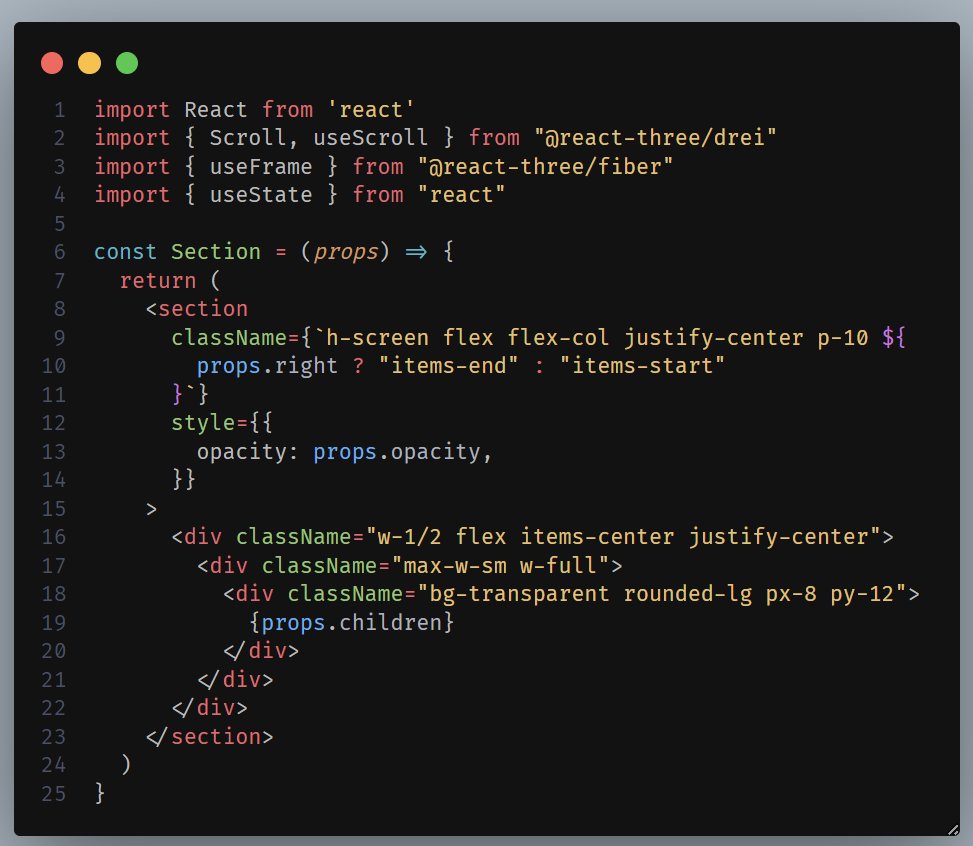 1 import React from 'react'
2 import { Scroll, useScroll } from "@react-three/drei"
3 import { useFrame } from "@react-three/fiber"
4 import { useState } from "react"
5
6 const Section = (props) => {
7   return (
8     <section
9       className={`h-screen flex flex-col justify-center p-10 ${
10         props.right ? "items-end" : "items-start"
11       }`}
12       style={{
13         opacity: props.opacity,
14       }}
15     >
16       <div className="w-1/2 flex items-center justify-center">
17         <div className="max-w-sm w-full">
18           <div className="bg-transparent rounded-lg px-8 py-12">
19             {props.children}
20           </div>
21         </div>
22       </div>
23     </section>
24   )
25 }